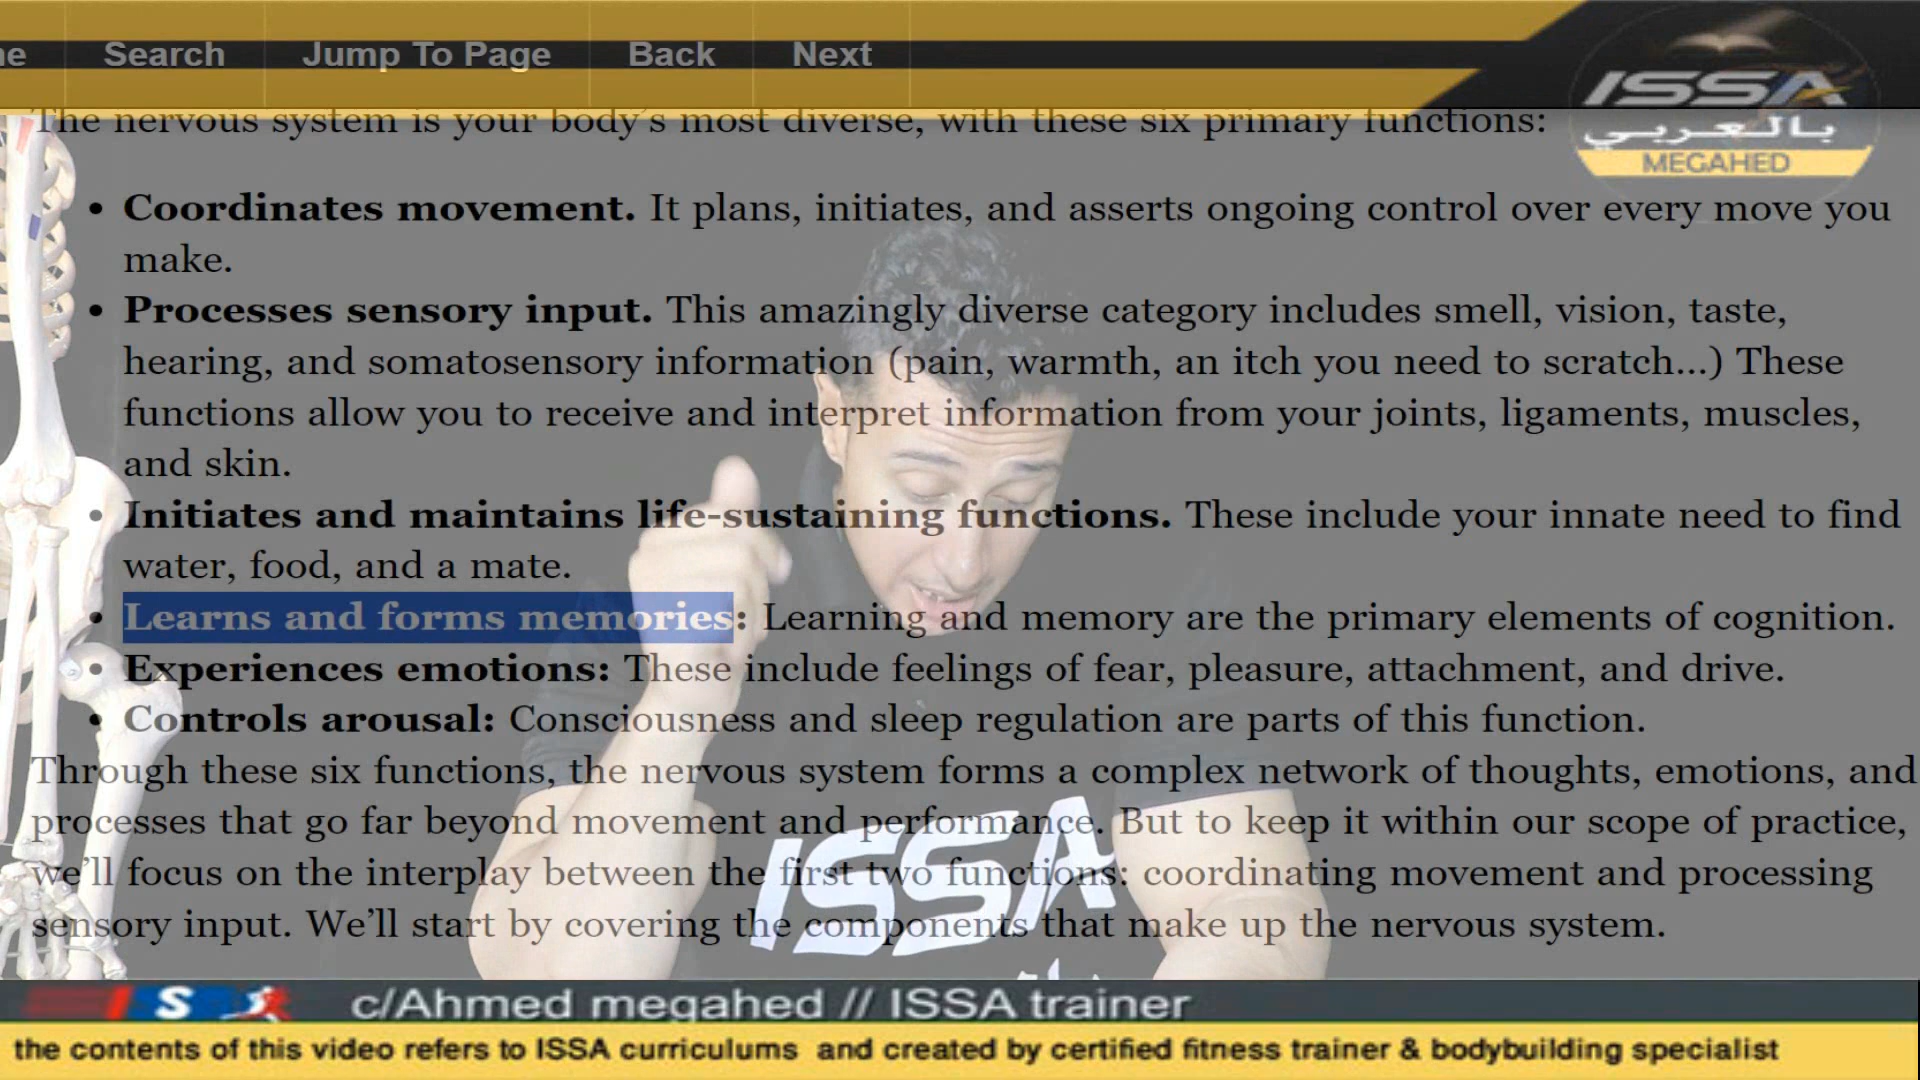 Search Jump To Page Back Next
ISSA
بالعربي
MEGAHED
The nervous system is your body's most diverse, with these six primary functions:
• Coordinates movement. It plans, initiates, and asserts ongoing control over every move you
make.
• Processes sensory input. This amazingly diverse category includes smell, vision, taste,
hearing, and somatosensory information (pain, warmth, an itch you need to scratch...) These
functions allow you to receive and interpret information from your joints, ligaments, muscles,
and skin.
• Initiates and maintains life-sustaining functions. These include your innate need to find
water, food, and a mate.
• Learns and forms memories: Learning and memory are the primary elements of cognition.
• Experiences emotions: These include feelings of fear, pleasure, attachment, and drive.
• Controls arousal: Consciousness and sleep regulation are parts of this function.
Through these six functions, the nervous system forms a complex network of thoughts, emotions, and
processes that go far beyond movement and performance. But to keep it within our scope of practice,
we'll focus on the interplay between the first two functions: coordinating movement and processing
sensory input. We'll start by covering the components that make up the nervous system.
ISSA
c/Ahmed megahed // ISSA trainer
the contents of this video refers to ISSA curriculums and created by certified fitness trainer & bodybuilding specialist